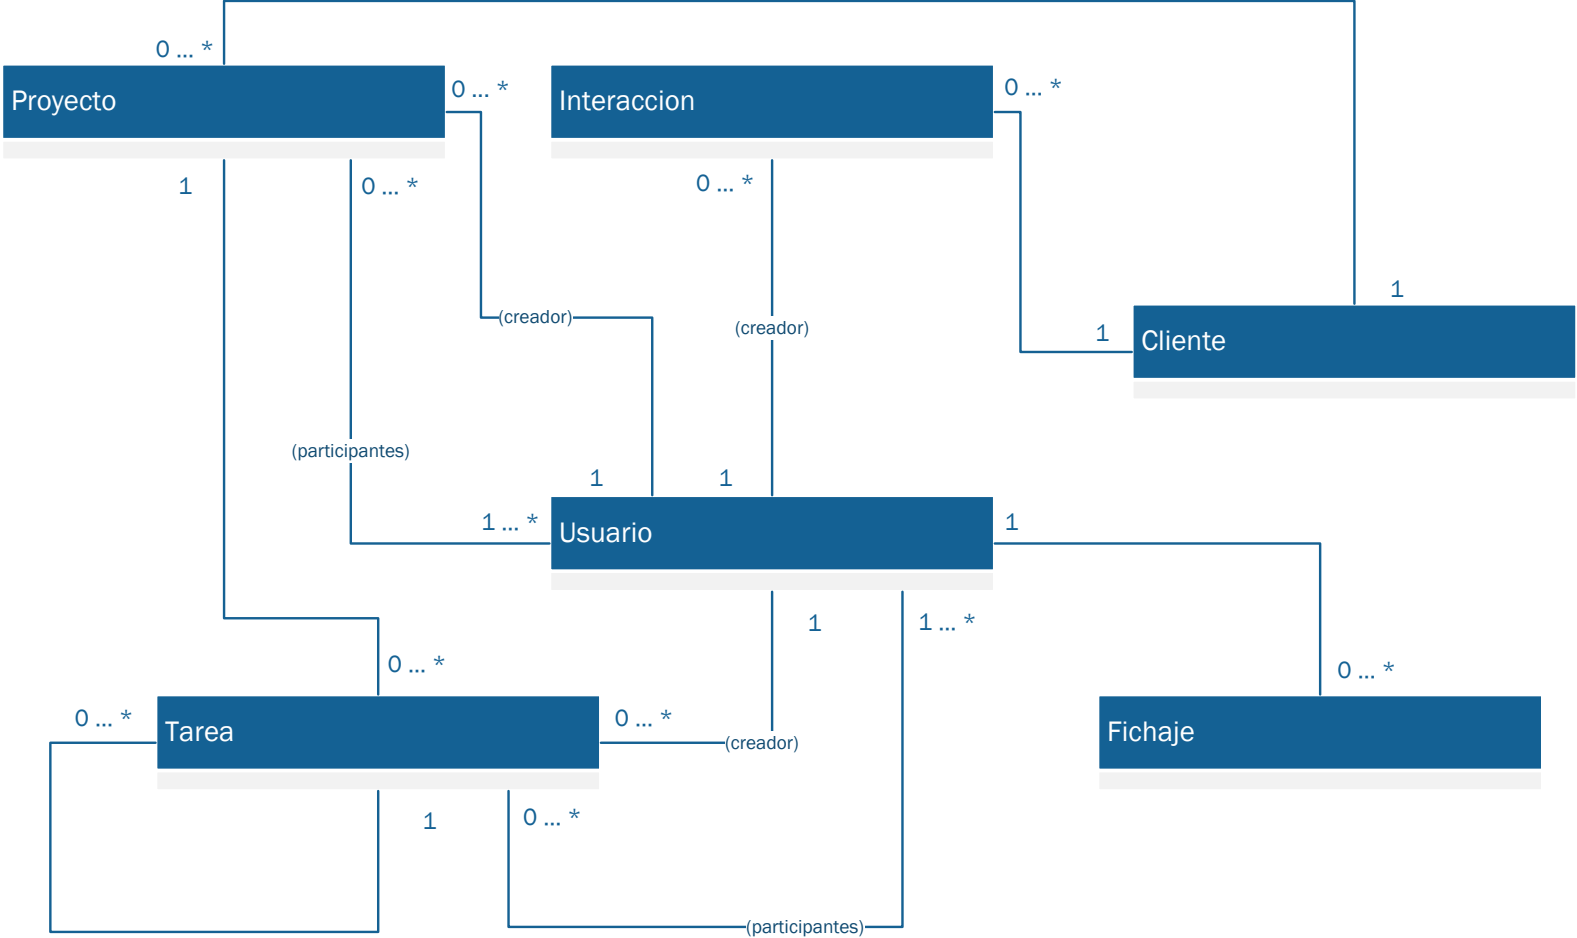 0 ... *
Proyecto
0 ... *
Interaccion
0 ... *
1
0 ... *
0 ... *
1
(creador)
(creador)
1
Cliente
(participantes)
1
1
1 ... *
Usuario
1
1
1 ... *
0 ... *
0 ... *
0 ... *
Tarea
0 ... *
(creador)
Fichaje
1
0 ... *
(participantes)